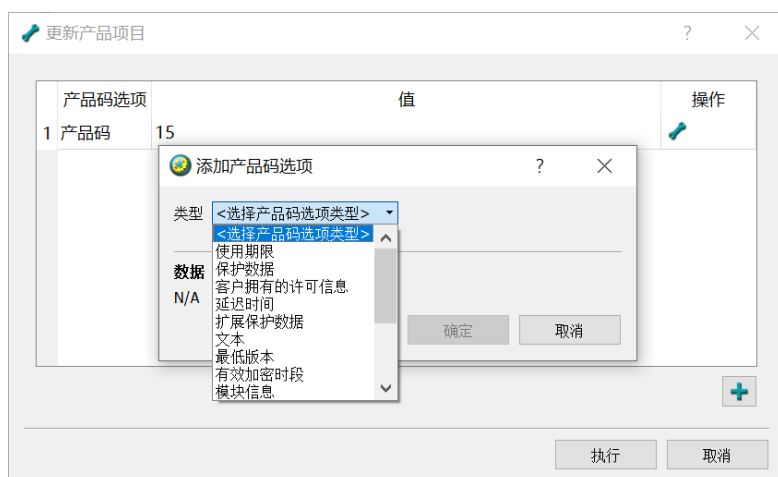 更新产品项目
?
产品码选项 值 操作
1 产品码 15
添加产品码选项 ?
类型 <选择产品码选项类型>
<选择产品码选项类型>
使用期限
保护数据
客户拥有的许可信息
延迟时间
扩展保护数据
文本
最低版本
有效加密时段
模块信息
数据
N/A
确定 取消
执行 取消